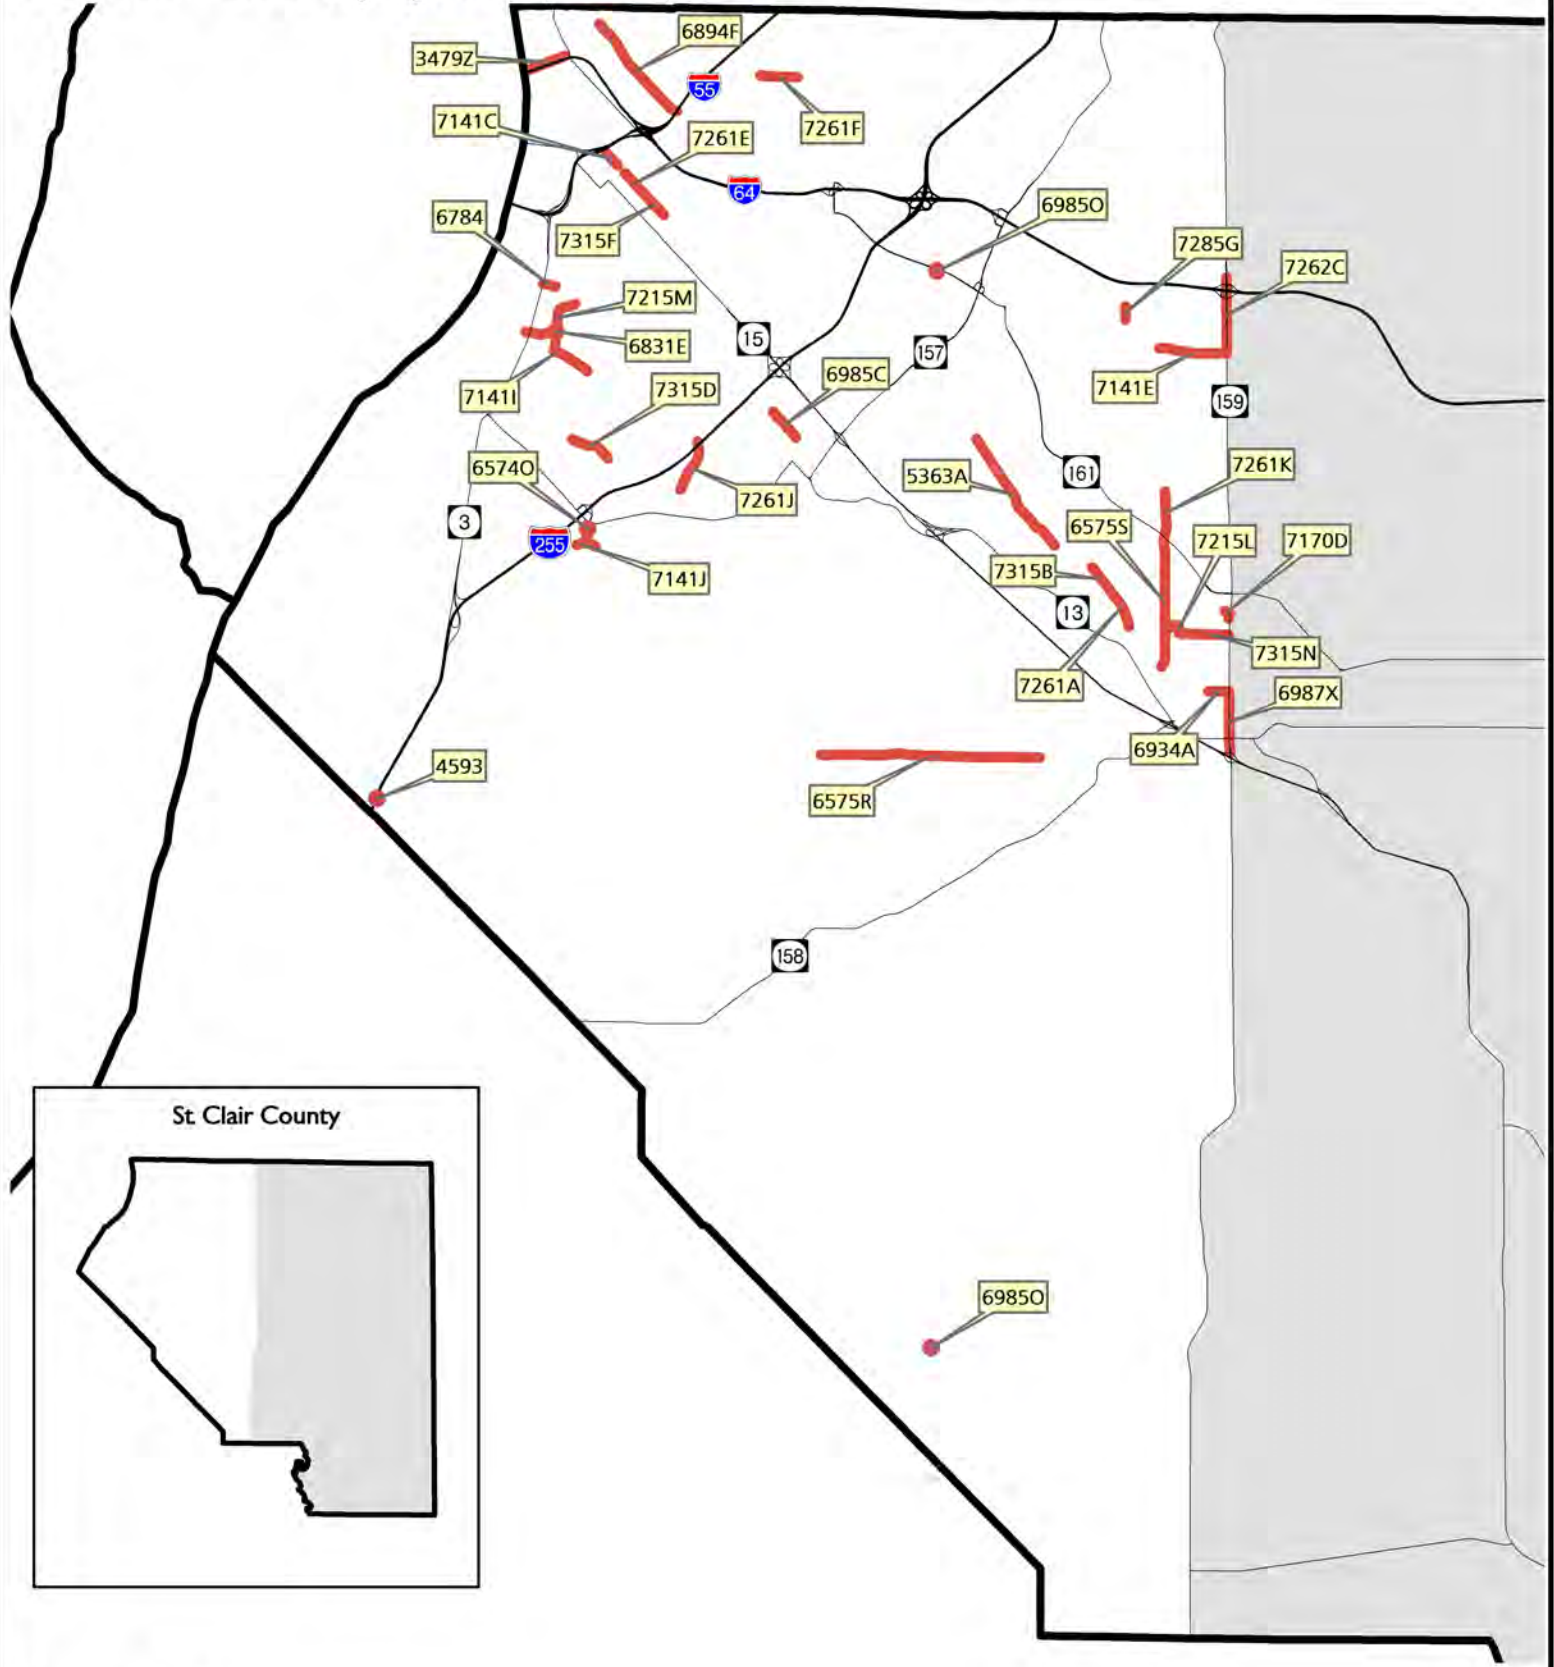 6894F
3479Z
55
7141C
7261E
7261F
64
6784
7315F
6985O
7285G
7262C
7215M
15
6831E
157
7141I
7315D
6985C
7141E
159
6574O
5363A
161
7261K
7261J
3
255
6575S
7215L
7170D
7141J
7315B
13
7315N
7261A
6987X
6934A
4593
6575R
158
St. Clair County
6985O